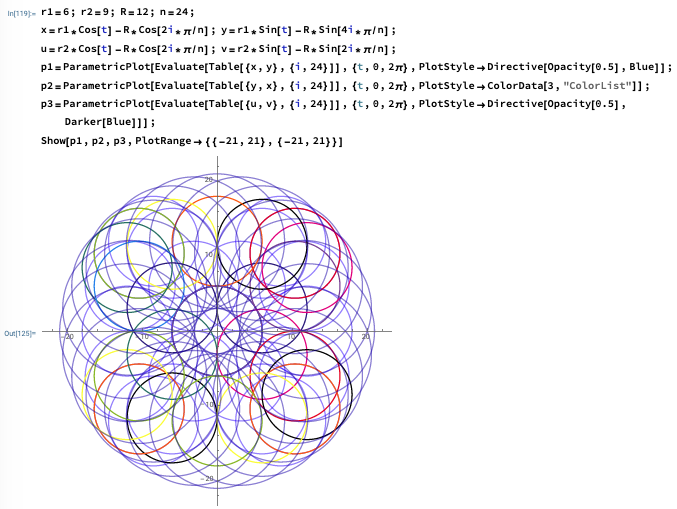 In[119]:= r1=6; r2=9; R=12; n=24;
x=r1*Cos[t]-R*Cos[2i*π/n]; y=r1*Sin[t]-R*Sin[4i*π/n];
u=r2*Cos[t]-R*Cos[2i*π/n]; v=r2*Sin[t]-R*Sin[2i*π/n];
p1=ParametricPlot[Evaluate[Table[{x,y},{i,24}]],{t,0,2π},PlotStyle→Directive[Opacity[0.5],Blue]];
p2=ParametricPlot[Evaluate[Table[{y,x},{i,24}]],{t,0,2π},PlotStyle→ColorData[3,"ColorList"]];
p3=ParametricPlot[Evaluate[Table[{u,v},{i,24}]],{t,0,2π},PlotStyle→Directive[Opacity[0.5],
Darker[Blue]]];
Show[p1,p2,p3,PlotRange→{{-21,21},{-21,21}}]
20
10
Out[125]= -20 -10 10 20
-10
-20